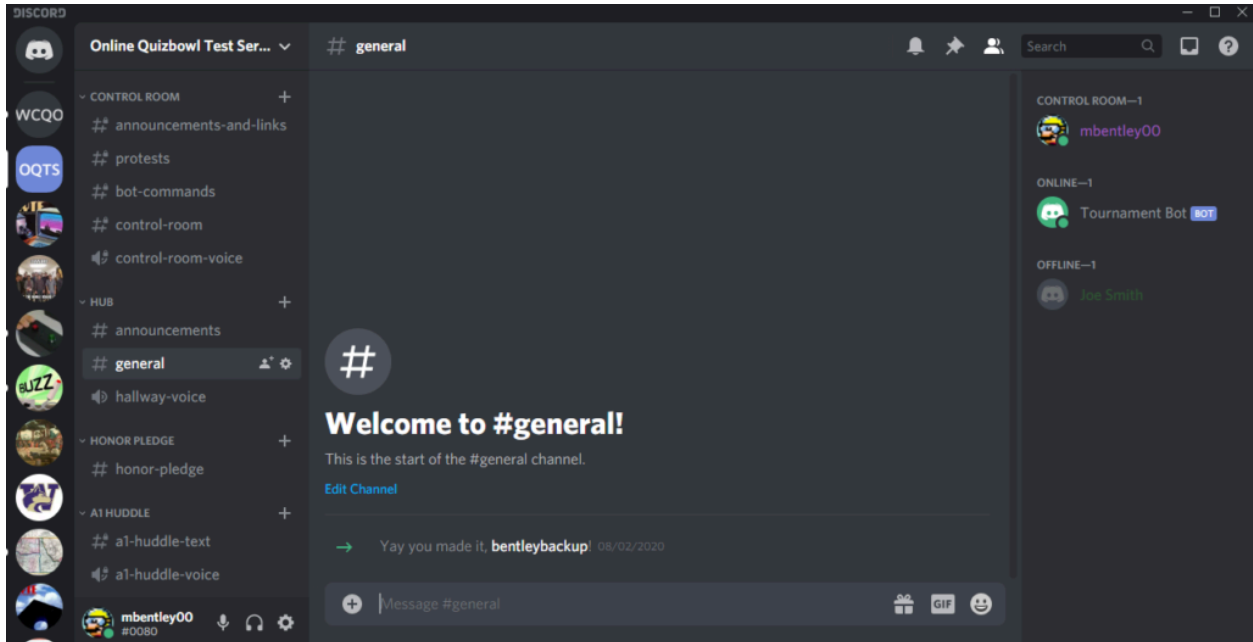 DISCORD
Online Quizbowl Test Ser...
general
Search
WCQO
OQTS
BUZZ
CONTROL ROOM
announcements-and-links
protests
bot-commands
control-room
control-room-voice
HUB
announcements
general
hallway-voice
HONOR PLEDGE
honor-pledge
A1 HUDDLE
a1-huddle-text
a1-huddle-voice
mbentley00
#0080
#
Welcome to #general!
This is the start of the #general channel.
Edit Channel
Yay you made it, bentleybackup! 08/02/2020
Message #general
GIF
CONTROL ROOM—1
mbentley00
ONLINE—1
Tournament Bot BOT
OFFLINE—1
Joe Smith